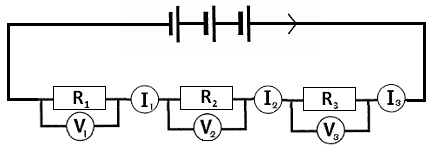 R₁ I₁ R₂ I₂ R₃ I₃
V₁ V₂ V₃